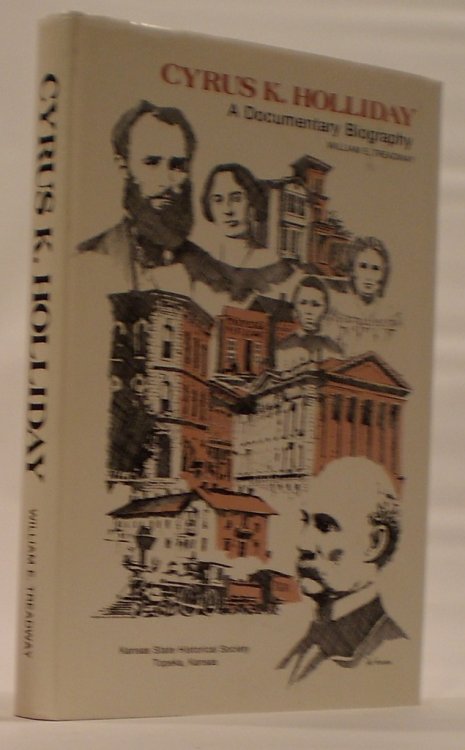 CYRUS K. HOLLIDAY
A Documentary Biography
WILLIAM E. TREADWAY
CYRUS K. HOLLIDAY
WILLIAM E. TREADWAY
Kansas State Historical Society
Topeka, Kansas